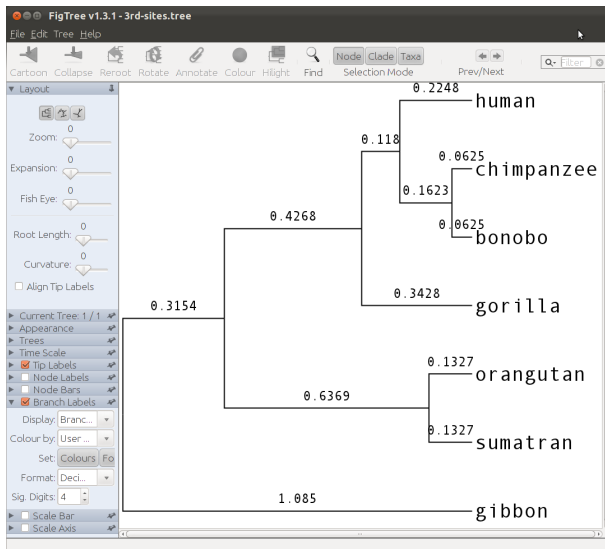 FigTree v1.3.1 - 3rd-sites.tree
File Edit Tree Help
Cartoon Collapse Reroot Rotate Annotate Colour Hilight Find
Node Clade Taxa
Selection Mode
Prev/Next
Filter
Layout
Zoom: 0
Expansion: 0
Fish Eye: 0
Root Length: 0
Curvature: 0
Align Tip Labels
Current Tree: 1 / 1
Appearance
Trees
Time Scale
Tip Labels
Node Labels
Node Bars
Branch Labels
Display: Branc...
Colour by: User ...
Set: Colours Fo
Format: Deci...
Sig. Digits: 4
Scale Bar
Scale Axis
0.2248
human
0.118
0.0625
chimpanzee
0.1623
0.0625
bonobo
0.4268
0.3428
gorilla
0.3154
0.1327
orangutan
0.6369
0.1327
sumatran
1.085
gibbon